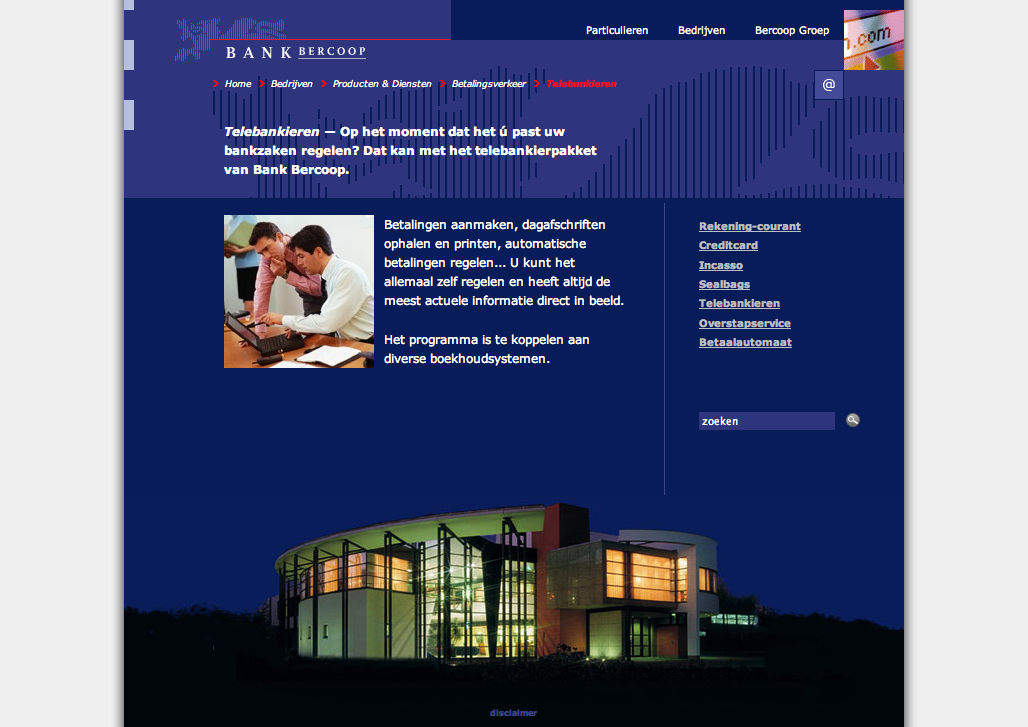 Particulieren Bedrijven Bercoop Groep
n.com
BANK BERCOOP
Home Bedrijven Producten & Diensten Betalingsverkeer Telebankieren
@
Telebankieren — Op het moment dat het ú past uw
bankzaken regelen? Dat kan met het telebankierpakket
van Bank Bercoop.
Betalingen aanmaken, dagafschriften
ophalen en printen, automatische
betalingen regelen... U kunt het
allemaal zelf regelen en heeft altijd de
meest actuele informatie direct in beeld.
Het programma is te koppelen aan
diverse boekhoudsystemen.
Rekening-courant
Creditcard
Incasso
Sealbags
Telebankieren
Overstapservice
Betaalautomaat
zoeken
disclaimer